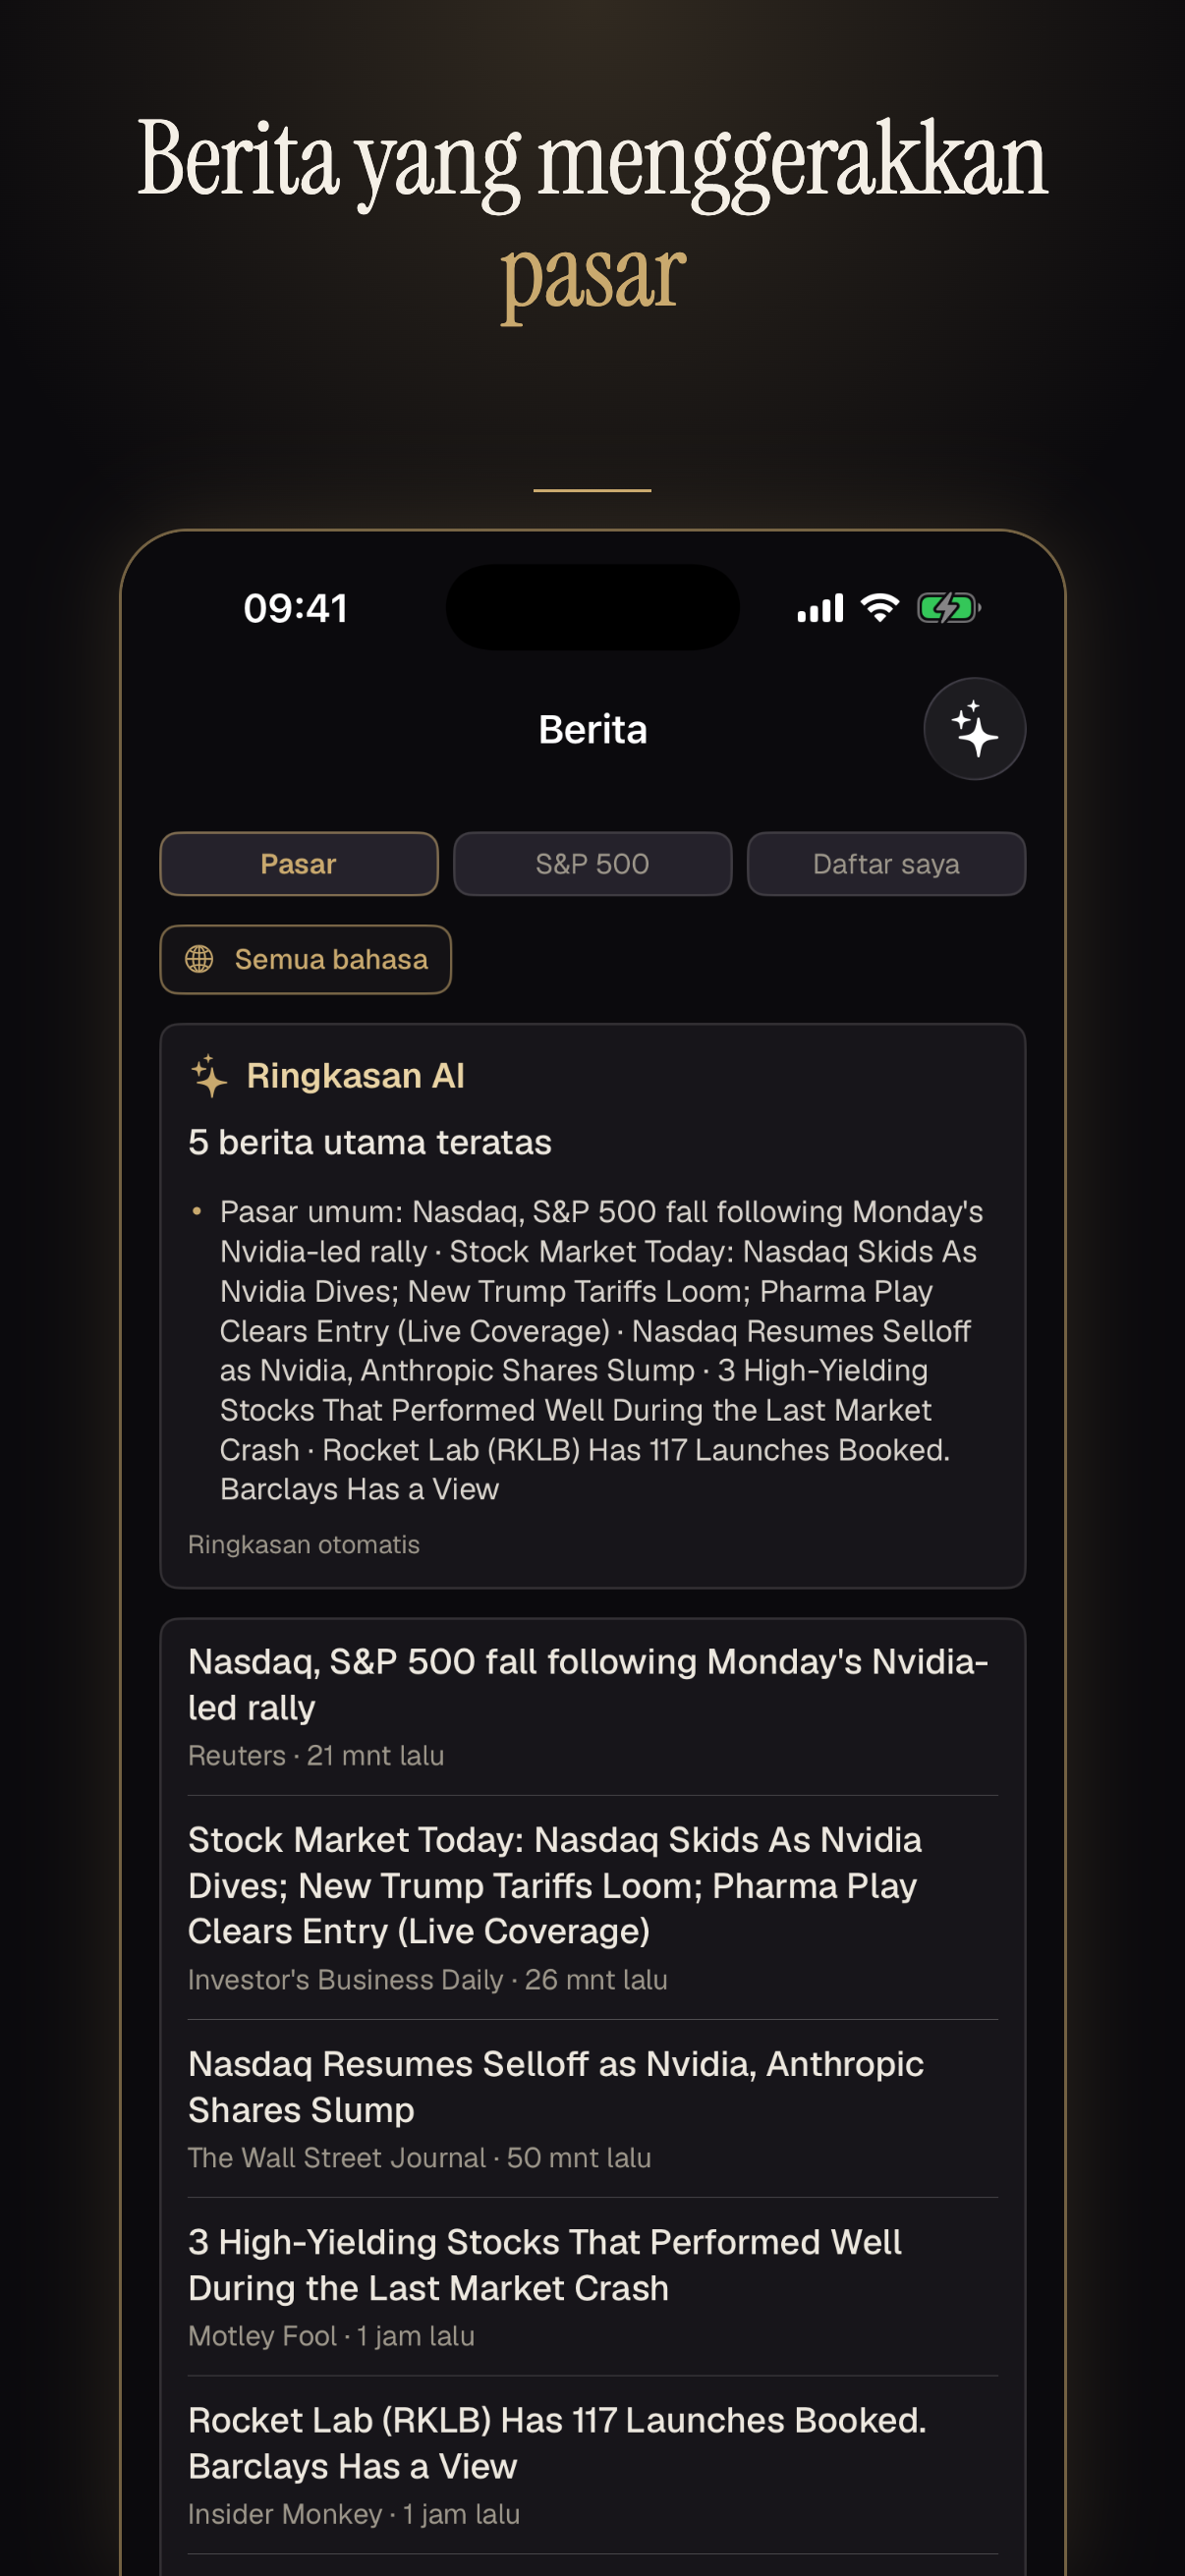 Berita yang menggerakkan
pasar
09:41
Berita
Pasar
S&P 500
Daftar saya
Semua bahasa
Ringkasan AI
5 berita utama teratas
• Pasar umum: Nasdaq, S&P 500 fall following Monday's
Nvidia-led rally · Stock Market Today: Nasdaq Skids As
Nvidia Dives; New Trump Tariffs Loom; Pharma Play
Clears Entry (Live Coverage) · Nasdaq Resumes Selloff
as Nvidia, Anthropic Shares Slump · 3 High-Yielding
Stocks That Performed Well During the Last Market
Crash · Rocket Lab (RKLB) Has 117 Launches Booked.
Barclays Has a View
Ringkasan otomatis
Nasdaq, S&P 500 fall following Monday's Nvidia-
led rally
Reuters · 21 mnt lalu
Stock Market Today: Nasdaq Skids As Nvidia
Dives; New Trump Tariffs Loom; Pharma Play
Clears Entry (Live Coverage)
Investor's Business Daily · 26 mnt lalu
Nasdaq Resumes Selloff as Nvidia, Anthropic
Shares Slump
The Wall Street Journal · 50 mnt lalu
3 High-Yielding Stocks That Performed Well
During the Last Market Crash
Motley Fool · 1 jam lalu
Rocket Lab (RKLB) Has 117 Launches Booked.
Barclays Has a View
Insider Monkey · 1 jam lalu